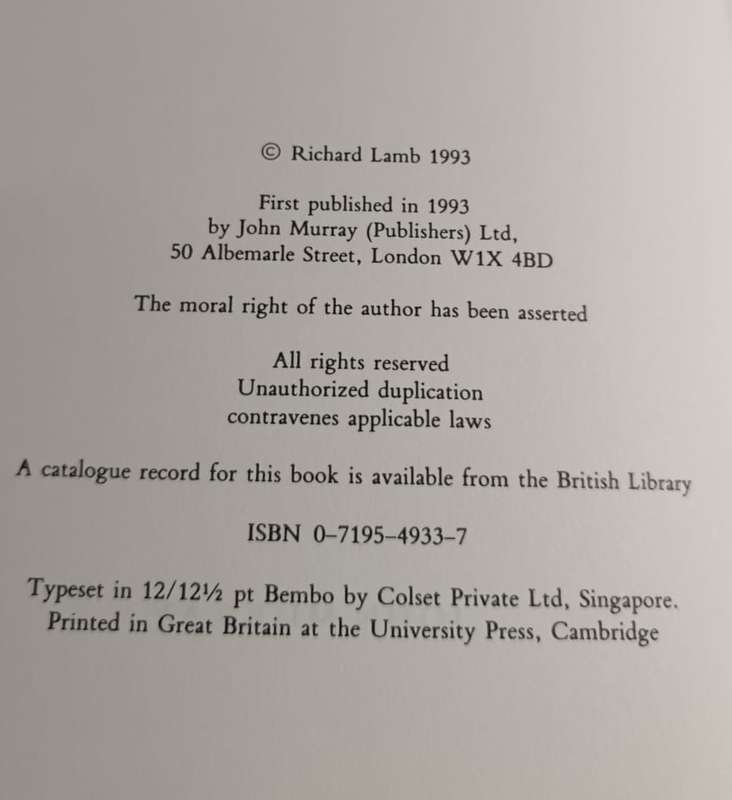 © Richard Lamb 1993
First published in 1993
by John Murray (Publishers) Ltd,
50 Albemarle Street, London W1X 4BD
The moral right of the author has been asserted
All rights reserved
Unauthorized duplication
contravenes applicable laws
A catalogue record for this book is available from the British Library
ISBN 0–7195–4933–7
Typeset in 12/12½ pt Bembo by Colset Private Ltd, Singapore.
Printed in Great Britain at the University Press, Cambridge